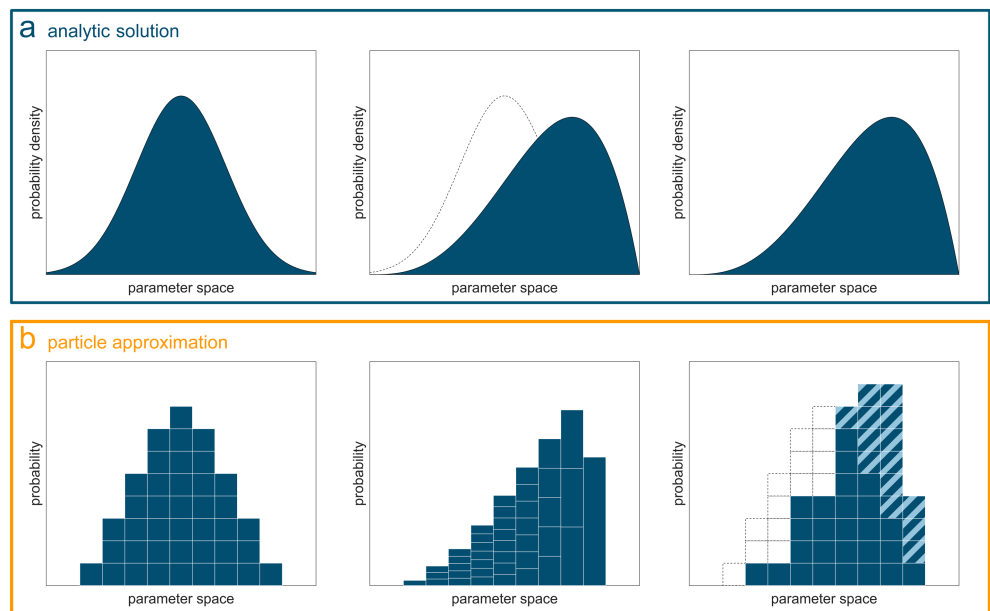 a analytic solution
probability density
parameter space
probability density
parameter space
probability density
parameter space
b particle approximation
probability
parameter space
probability
parameter space
probability
parameter space